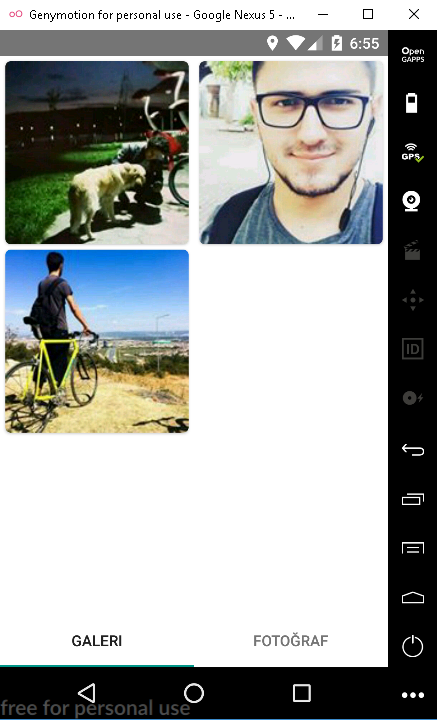 Genymotion for personal use - Google Nexus 5 - ...
6:55
Open
GAPPS
GPS
ID
GALERI
FOTOĞRAF
free for personal use